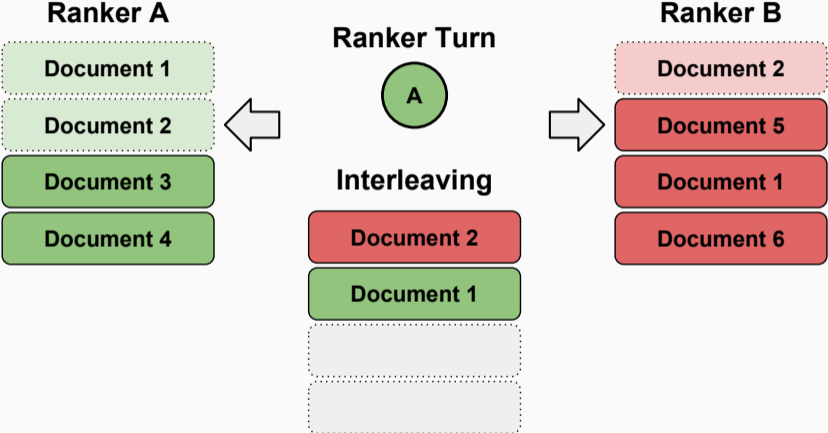 Ranker A
Document 1
Document 2
Document 3
Document 4
Ranker Turn
A
Interleaving
Document 2
Document 1
Ranker B
Document 2
Document 5
Document 1
Document 6